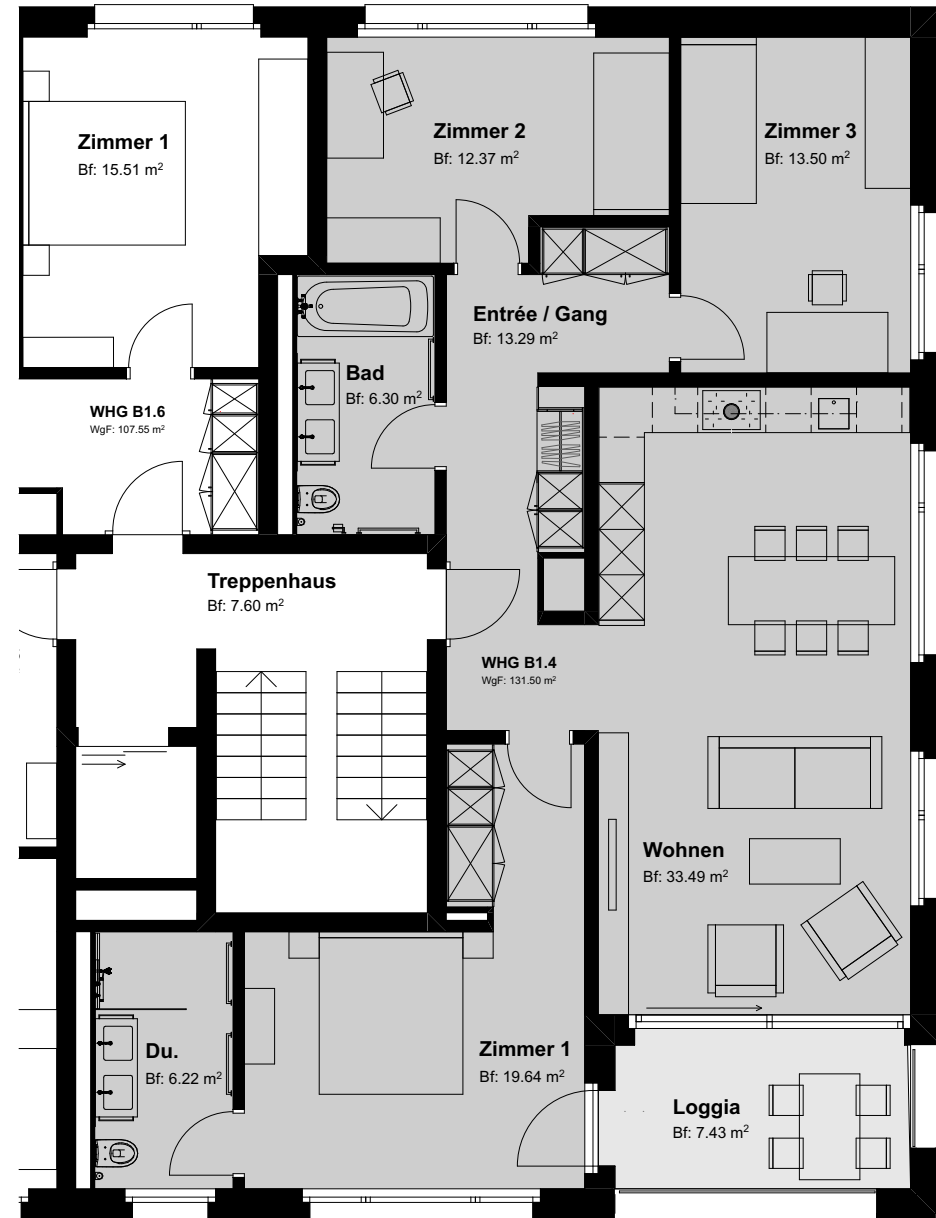 Zimmer 1
Bf: 15.51 m²
Zimmer 2
Bf: 12.37 m²
Zimmer 3
Bf: 13.50 m²
Entrée / Gang
Bf: 13.29 m²
Bad
Bf: 6.30 m²
WHG B1.6
WgF: 107.55 m²
Treppenhaus
Bf: 7.60 m²
WHG B1.4
WgF: 131.50 m²
Wohnen
Bf: 33.49 m²
Du.
Bf: 6.22 m²
Zimmer 1
Bf: 19.64 m²
Loggia
Bf: 7.43 m²